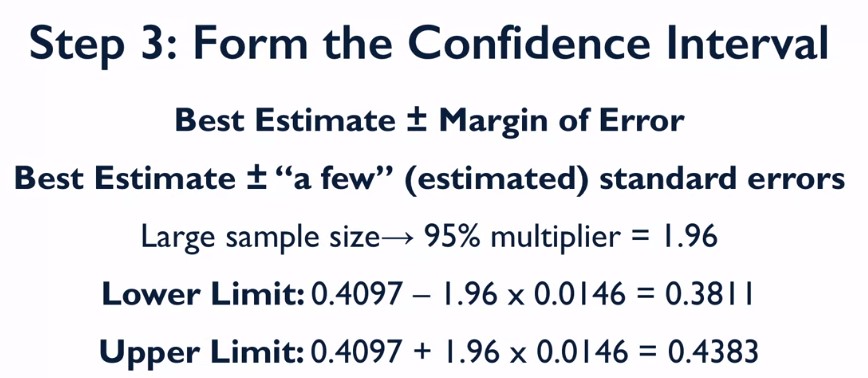 Step 3: Form the Confidence Interval
Best Estimate ± Margin of Error
Best Estimate ± “a few” (estimated) standard errors
Large sample size→ 95% multiplier = 1.96
Lower Limit: 0.4097 – 1.96 x 0.0146 = 0.3811
Upper Limit: 0.4097 + 1.96 x 0.0146 = 0.4383